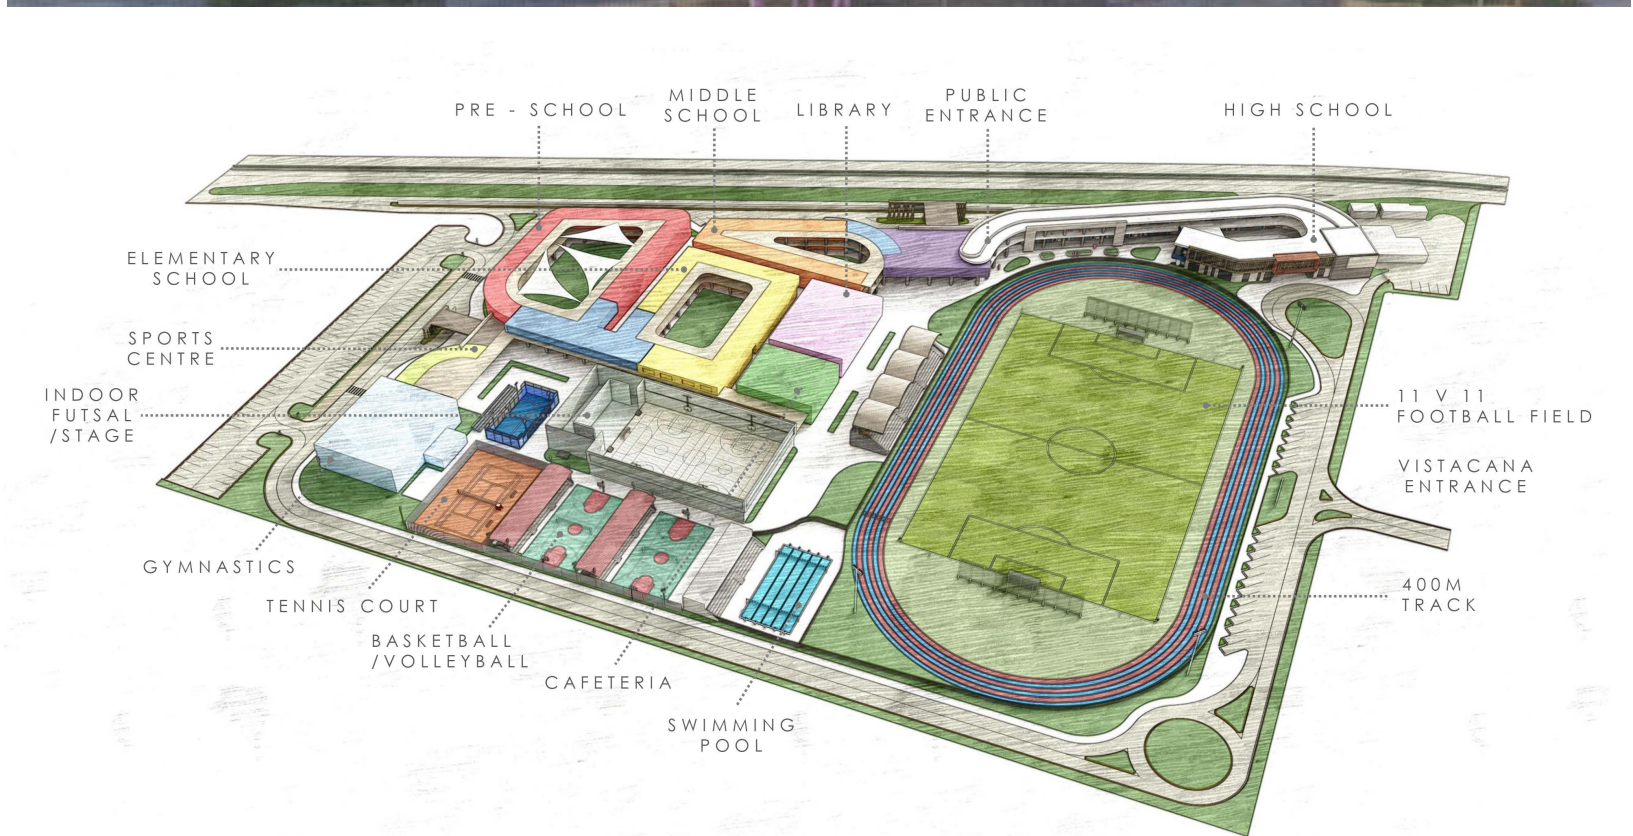 PRE - SCHOOL
MIDDLE
SCHOOL
LIBRARY
PUBLIC
ENTRANCE
HIGH SCHOOL
ELEMENTARY
SCHOOL
SPORTS
CENTRE
INDOOR
FUTSAL
/STAGE
11 V 11
FOOTBALL FIELD
VISTACANA
ENTRANCE
GYMNASTICS
TENNIS COURT
BASKETBALL
/VOLLEYBALL
CAFETERIA
SWIMMING
POOL
400M
TRACK